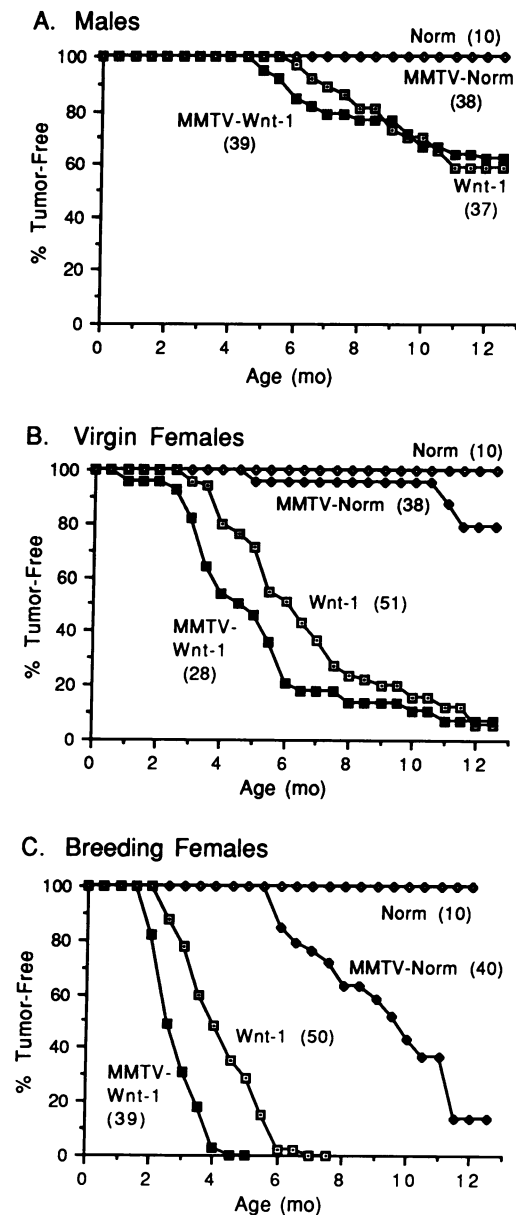 A. Males
Norm (10)
100
80
60
40
20
0
% Tumor-Free
MMTV-Norm
(38)
MMTV-Wnt-1
(39)
Wnt-1
(37)
0 2 4 6 8 10 12
Age (mo)
B. Virgin Females
Norm (10)
100
80
60
40
20
0
% Tumor-Free
MMTV-Norm (38)
Wnt-1 (51)
MMTV-
Wnt-1
(28)
0 2 4 6 8 10 12
Age (mo)
C. Breeding Females
100
80
60
40
20
0
% Tumor-Free
Norm (10)
MMTV-Norm (40)
Wnt-1 (50)
MMTV-
Wnt-1
(39)
0 2 4 6 8 10 12
Age (mo)